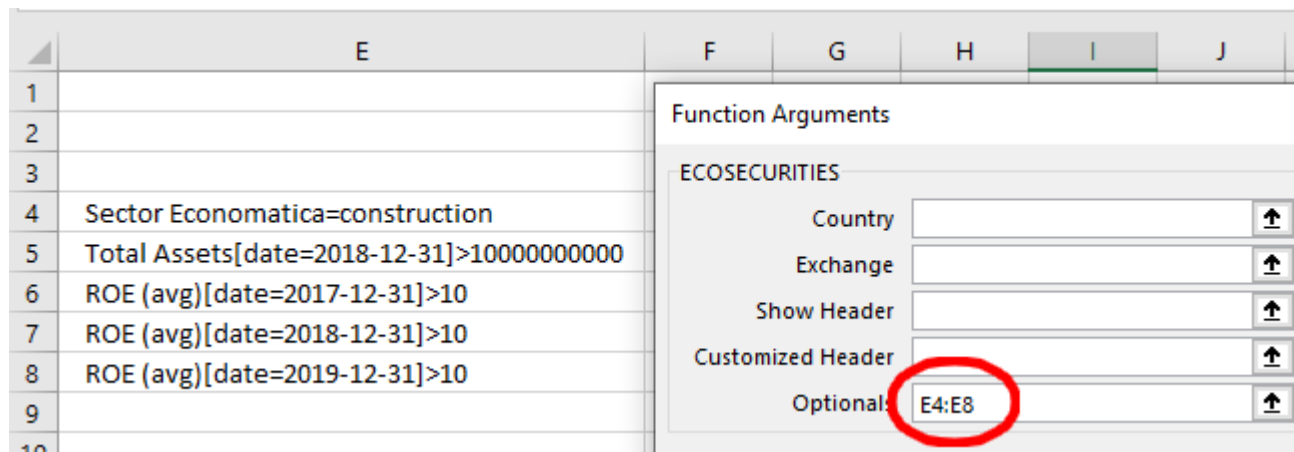 E F G H I J
1
2
3
4 Sector Economatica=construction
5 Total Assets[date=2018-12-31]>10000000000
6 ROE (avg)[date=2017-12-31]>10
7 ROE (avg)[date=2018-12-31]>10
8 ROE (avg)[date=2019-12-31]>10
9
10
Function Arguments
ECOSECURITIES
Country
Exchange
Show Header
Customized Header
Optionals E4:E8